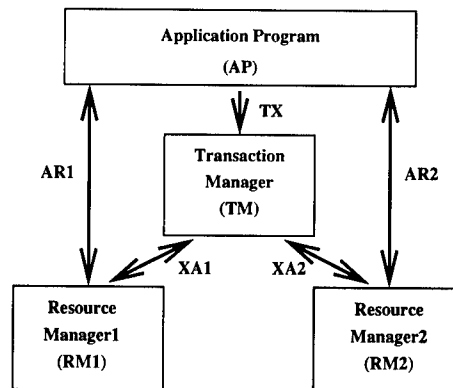 Application Program
(AP)
TX
Transaction
Manager
(TM)
AR1
AR2
XA1
XA2
Resource
Manager1
(RM1)
Resource
Manager2
(RM2)